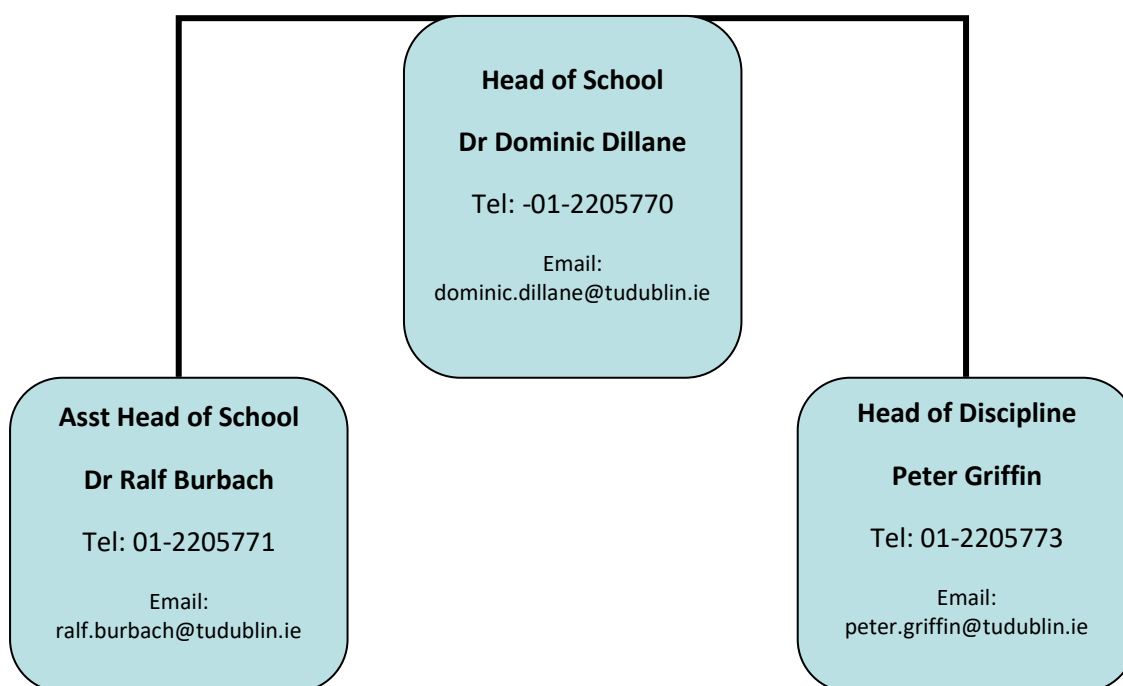 Head of School
Dr Dominic Dillane
Tel: -01-2205770
Email:
dominic.dillane@tudublin.ie
Asst Head of School
Dr Ralf Burbach
Tel: 01-2205771
Email:
ralf.burbach@tudublin.ie
Head of Discipline
Peter Griffin
Tel: 01-2205773
Email:
peter.griffin@tudublin.ie